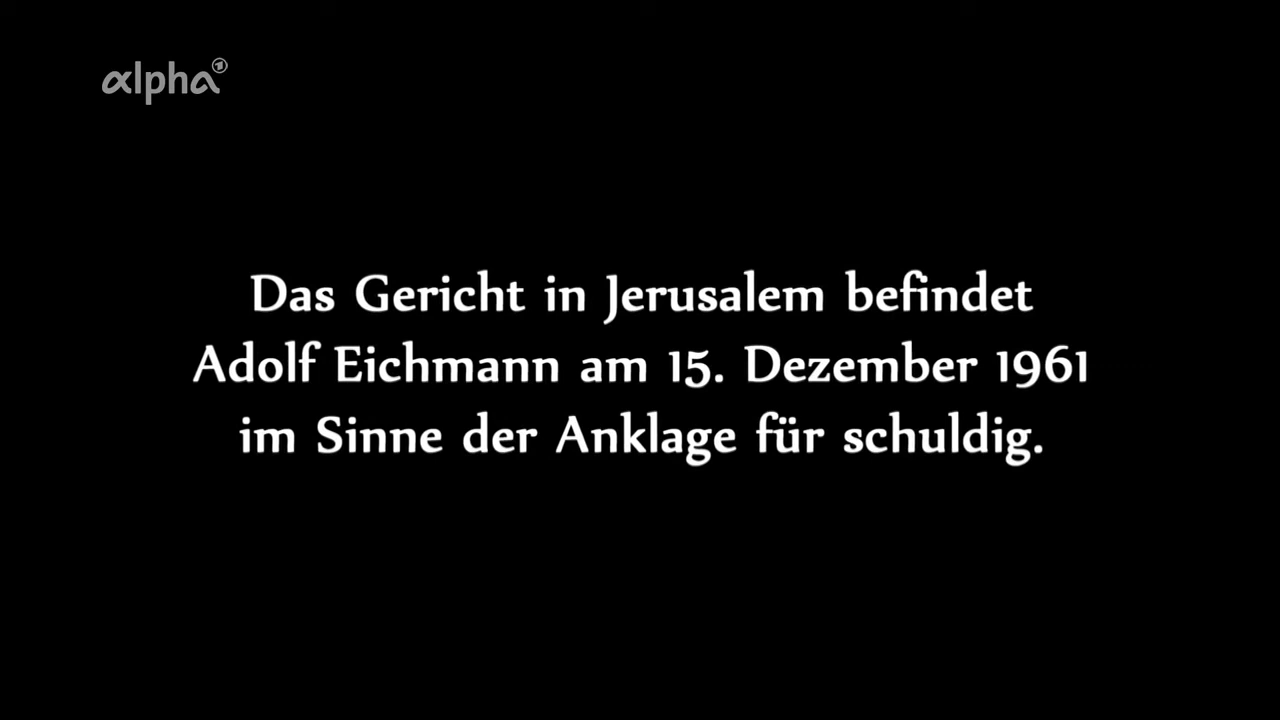 alpha
Das Gericht in Jerusalem befindet
Adolf Eichmann am 15. Dezember 1961
im Sinne der Anklage für schuldig.